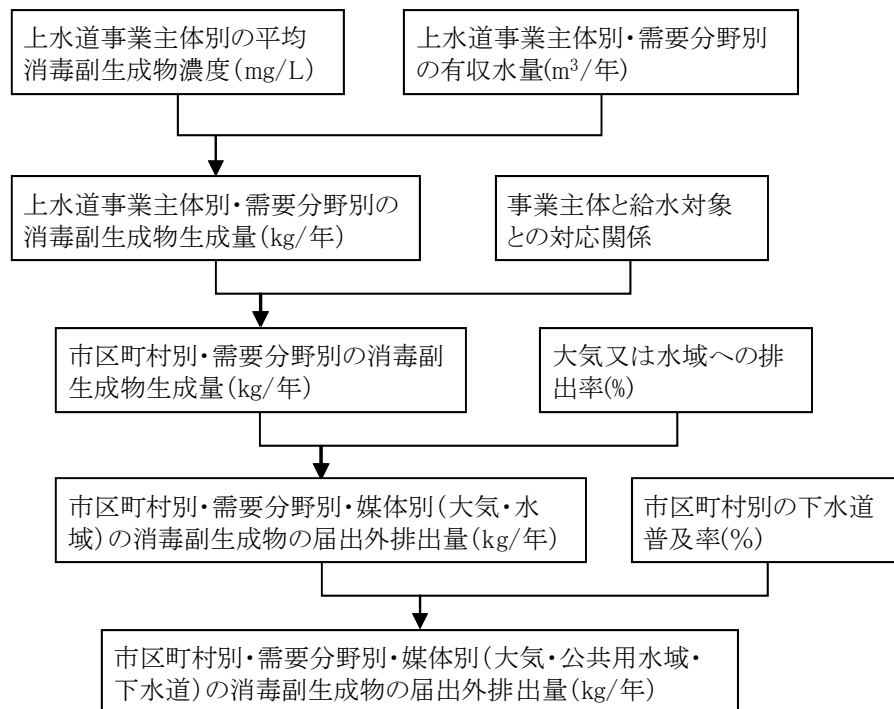 上水道事業主体別の平均
消毒副生成物濃度(mg/L)
上水道事業主体別・需要分野別
の有収水量(m³/年)
上水道事業主体別・需要分野別の
消毒副生成物生成量(kg/年)
事業主体と給水対象
との対応関係
市区町村別・需要分野別の消毒副
生成物生成量(kg/年)
大気又は水域への排
出率(%)
市区町村別・需要分野別・媒体別(大気・水
域)の消毒副生成物の届出外排出量(kg/年)
市区町村別の下水道
普及率(%)
市区町村別・需要分野別・媒体別(大気・公共用水域・
下水道)の消毒副生成物の届出外排出量(kg/年)